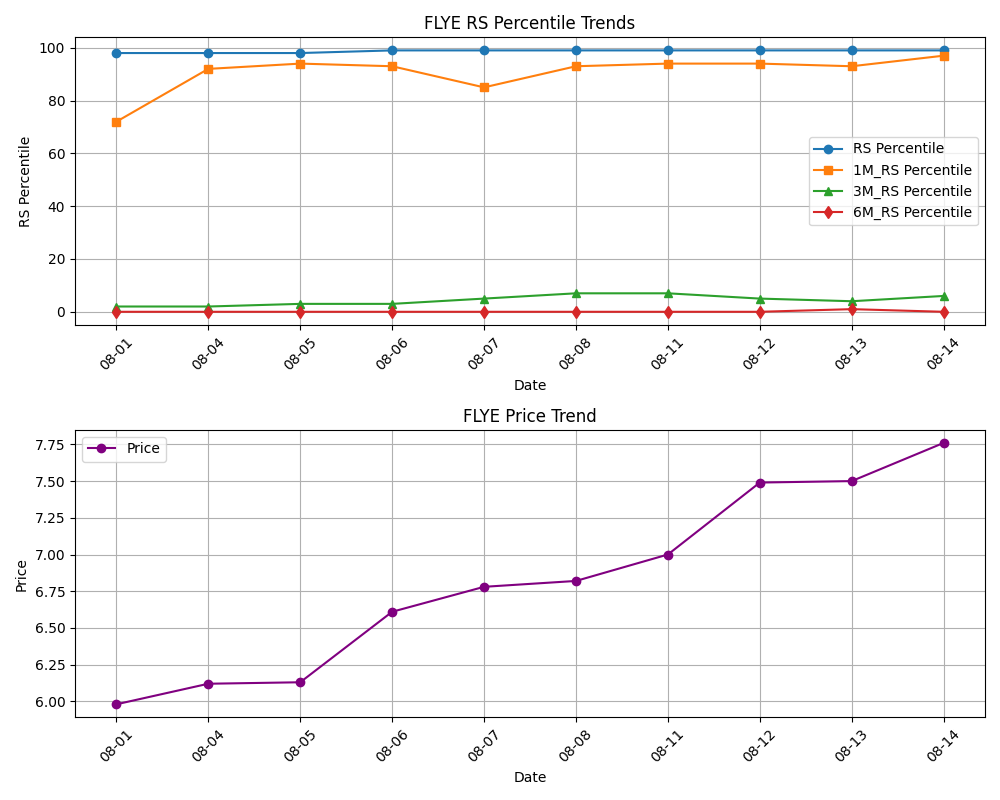 FLYE RS Percentile Trends
RS Percentile
100
80
60
40
20
0
RS Percentile
1M_RS Percentile
3M_RS Percentile
6M_RS Percentile
08-01 08-04 08-05 08-06 08-07 08-08 08-11 08-12 08-13 08-14
Date
FLYE Price Trend
Price
7.75
7.50
7.25
7.00
6.75
6.50
6.25
6.00
Price
08-01 08-04 08-05 08-06 08-07 08-08 08-11 08-12 08-13 08-14
Date